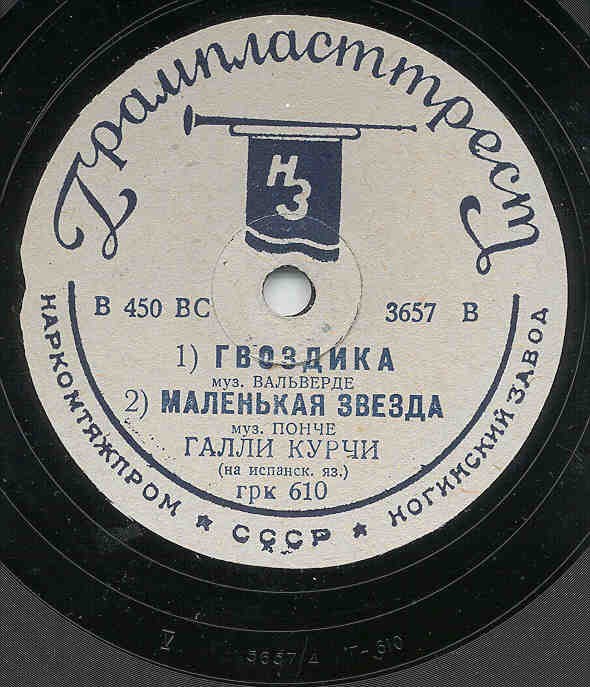 Грампласттрест
НЗ
В 450 ВС 3657 В
1) ГВОЗДИКА
муз. ВАЛЬВЕРДЕ
2) МАЛЕНЬКАЯ ЗВЕЗДА
муз. ПОНЧЕ
ГАЛЛИ КУРЧИ
(на испанск. яз.)
грк 610
НАРКОМТЯЖПРОМ ★ СССР ★ НОГИНСКИЙ ЗАВОД
V 3657/Δ Г-610